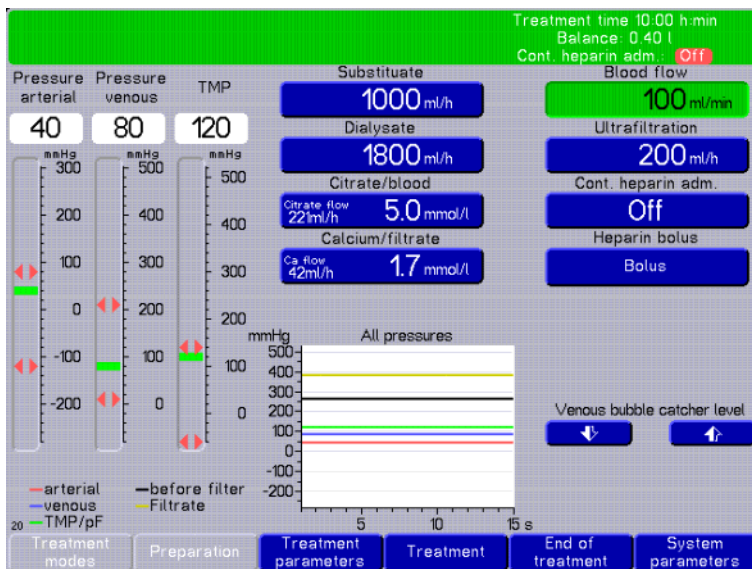 Treatment time 10:00 h:min
Balance: 0.40 l
Cont. heparin adm.: Off
Pressure arterial
Pressure venous
TMP
40
80
120
mmHg
300
200
100
0
-100
-200
mmHg
500
400
300
200
100
0
500
400
300
200
100
0
Substituate
1000 ml/h
Dialysate
1800 ml/h
Citrate/blood
Citrate flow
221ml/h
5.0 mmol/l
Calcium/filtrate
Ca flow
42ml/h
1.7 mmol/l
Blood flow
100 ml/min
Ultrafiltration
200 ml/h
Cont. heparin adm.
Off
Heparin bolus
Bolus
mmHg
All pressures
500
400
300
200
100
0
-100
-200
5 10 15 s
Venous bubble catcher level
arterial
venous
TMP/pF
before filter
Filtrate
20
Treatment modes
Preparation
Treatment parameters
Treatment
End of treatment
System parameters